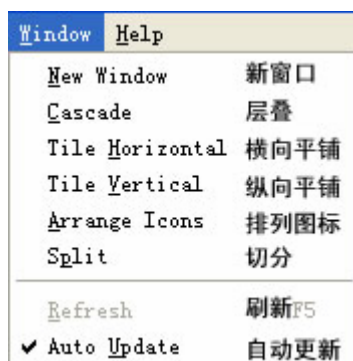 Window Help
New Window 新窗口
Cascade 层叠
Tile Horizontal 横向平铺
Tile Vertical 纵向平铺
Arrange Icons 排列图标
Split 切分
Refresh 刷新F5
✓ Auto Update 自动更新